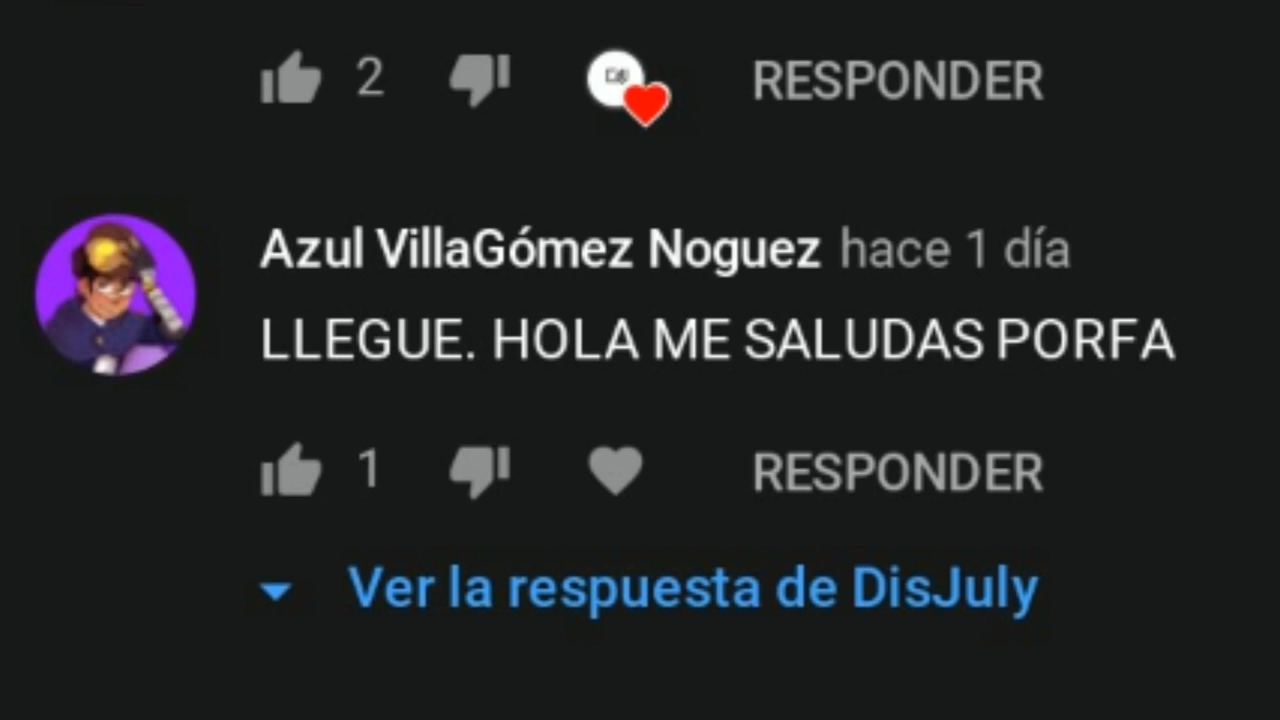 2 RESPONDER
Azul VillaGómez Noguez hace 1 día
LLEGUE. HOLA ME SALUDAS PORFA
1 RESPONDER
Ver la respuesta de DisJuly